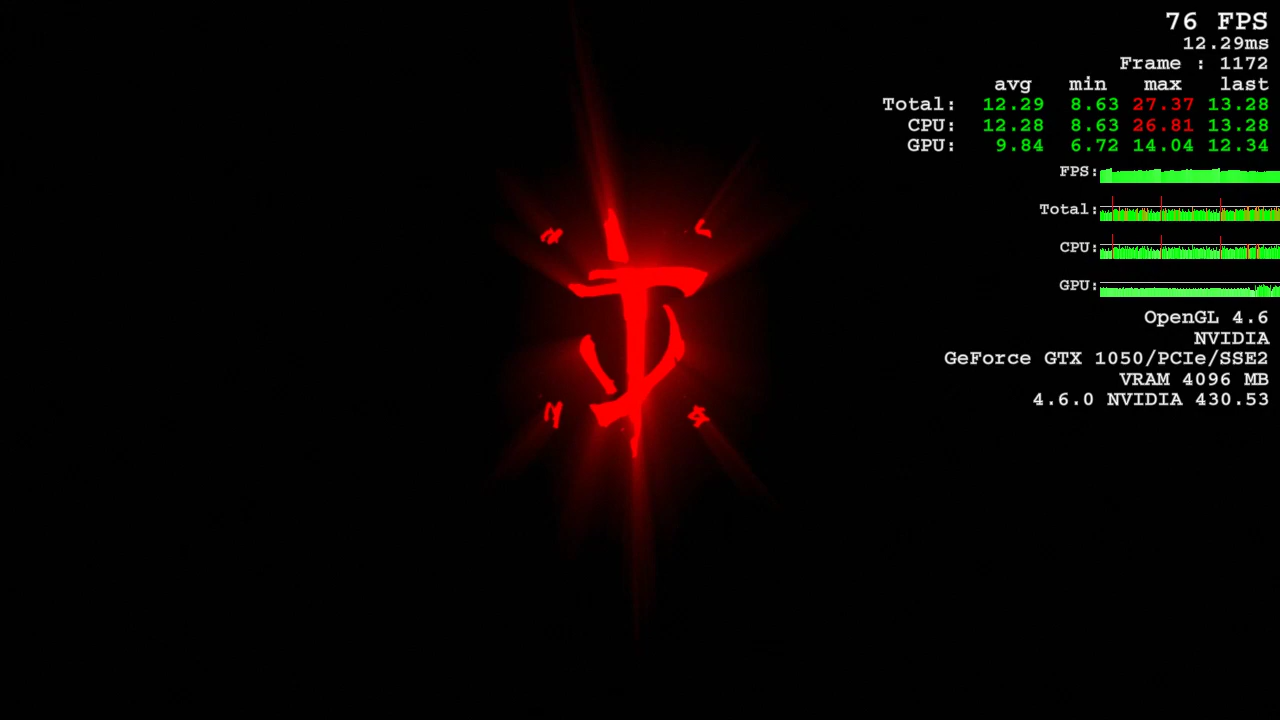 76 FPS
12.29ms
Frame : 1172
avg min max last
Total: 12.29 8.63 27.37 13.28
CPU: 12.28 8.63 26.81 13.28
GPU: 9.84 6.72 14.04 12.34
FPS:
Total:
CPU:
GPU:
OpenGL 4.6
NVIDIA
GeForce GTX 1050/PCIe/SSE2
VRAM 4096 MB
4.6.0 NVIDIA 430.53